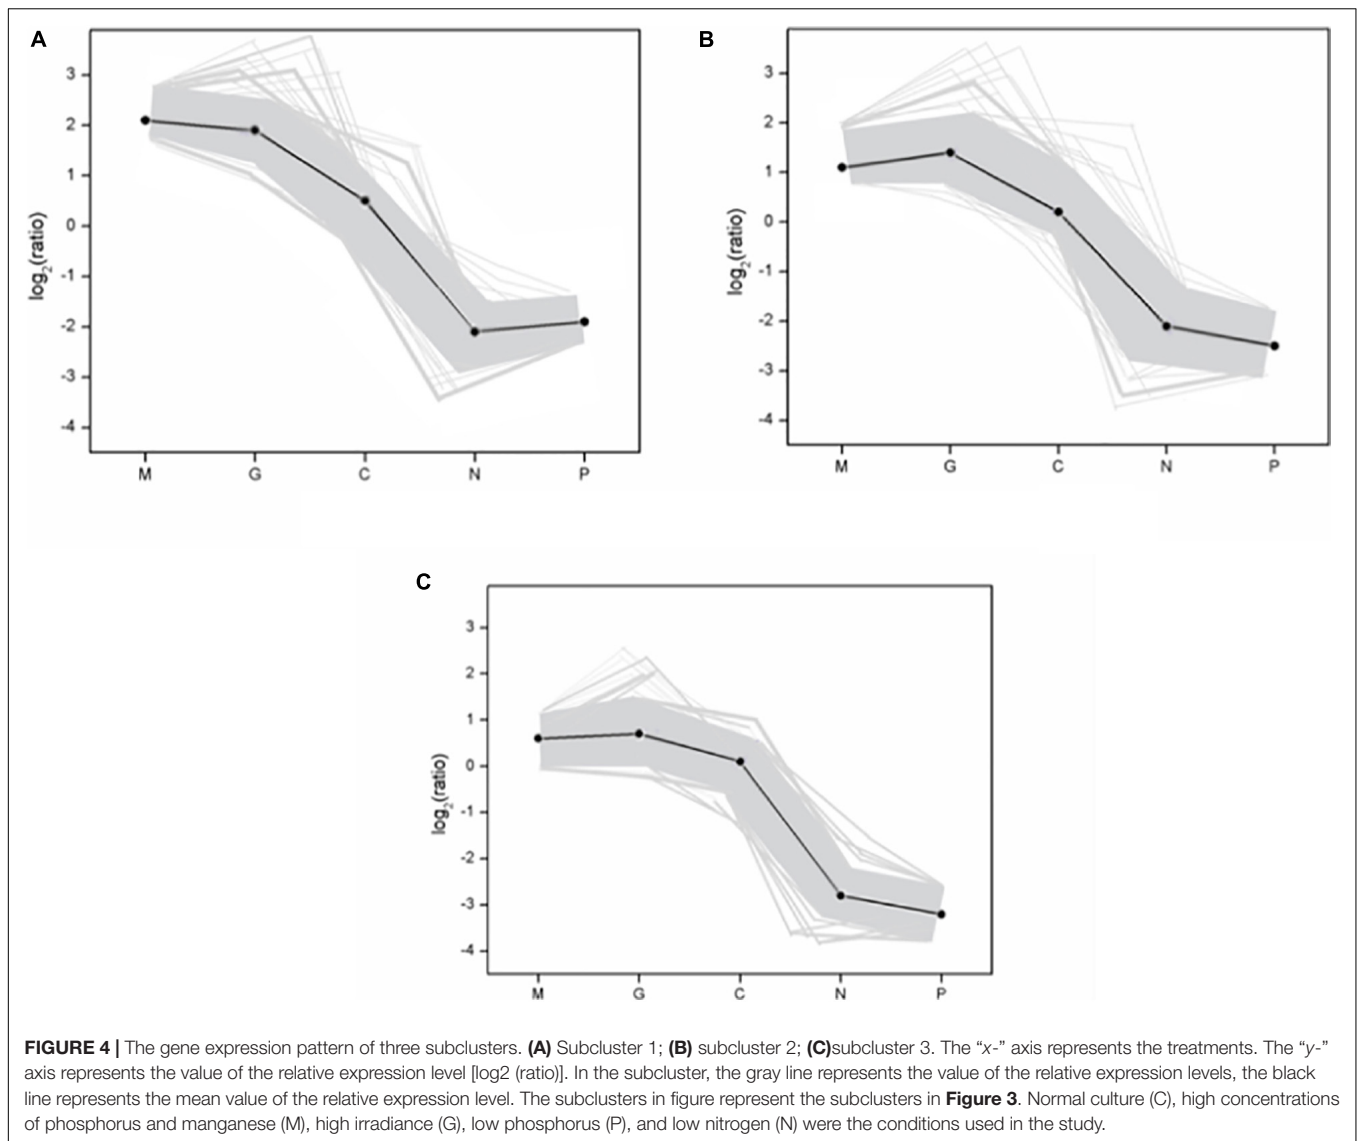 A
3
2
1
0
-1
-2
-3
-4
log2(ratio)
M G C N P
B
3
2
1
0
-1
-2
-3
-4
log2(ratio)
M G C N P
C
3
2
1
0
-1
-2
-3
-4
log2(ratio)
M G C N P
FIGURE 4 | The gene expression pattern of three subclusters. (A) Subcluster 1; (B) subcluster 2; (C)subcluster 3. The “x-” axis represents the treatments. The “y-”
axis represents the value of the relative expression level [log2 (ratio)]. In the subcluster, the gray line represents the value of the relative expression levels, the black
line represents the mean value of the relative expression level. The subclusters in figure represent the subclusters in Figure 3. Normal culture (C), high concentrations
of phosphorus and manganese (M), high irradiance (G), low phosphorus (P), and low nitrogen (N) were the conditions used in the study.